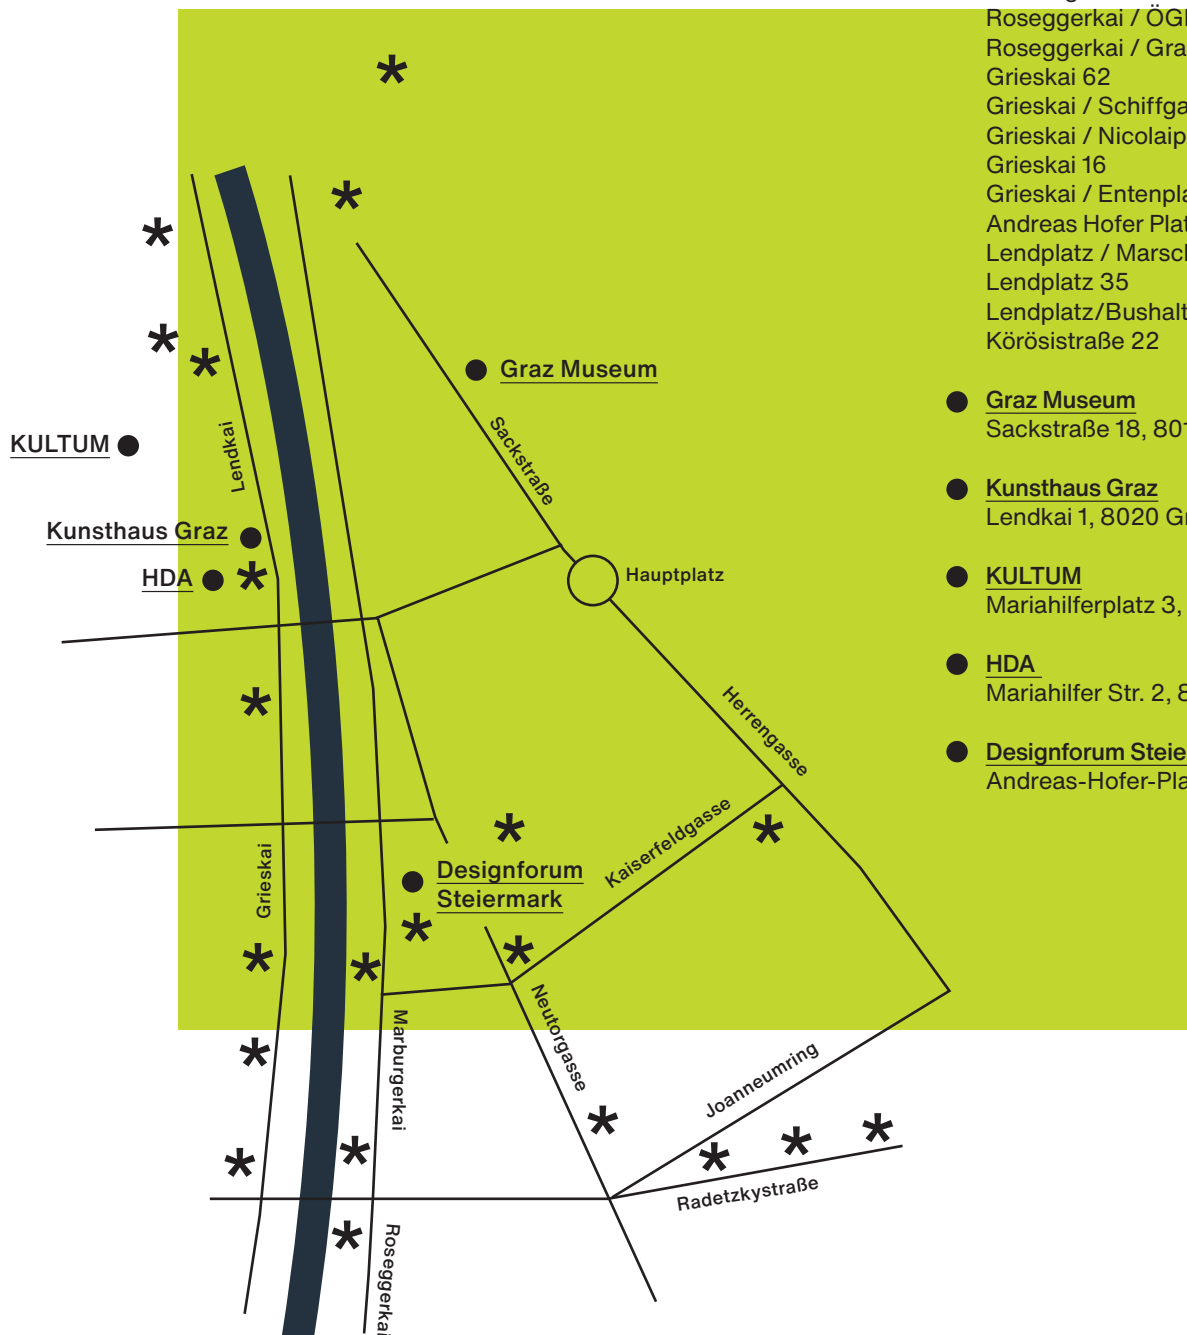 Roseggerkai / ÖG
Roseggerkai / Gra
Grieskai 62
Grieskai / Schiffga
Grieskai / Nicolaip
Grieskai 16
Grieskai / Entenpla
Andreas Hofer Plat
Lendplatz / Marsch
Lendplatz 35
Lendplatz/Bushalt
Körösistraße 22
Graz Museum
Sackstraße 18, 801
Kunsthaus Graz
Lendkai 1, 8020 Gr
KULTUM
Mariahilferplatz 3,
HDA
Mariahilfer Str. 2, 8
Designforum Steie
Andreas-Hofer-Pla
Graz Museum
Sackstraße
Lendkai
KULTUM
Kunsthaus Graz
HDA
Hauptplatz
Herrengasse
Kaiserfeldgasse
Grieskai
Designforum
Steiermark
Neutorgasse
Marburgerkai
Joanneumring
Radetzkystraße
Roseggerkai